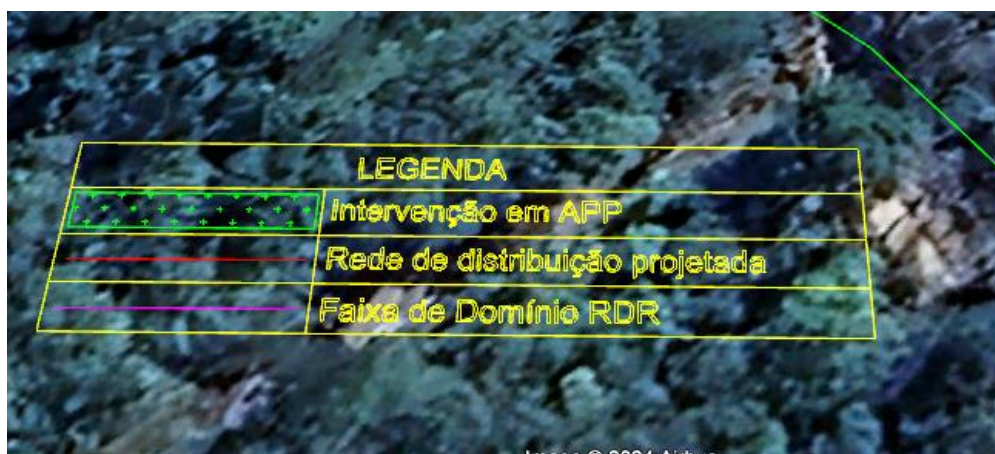 LEGENDA
Intervenção em APP
Rede de distribuição projetada
Faixa de Domínio RDR